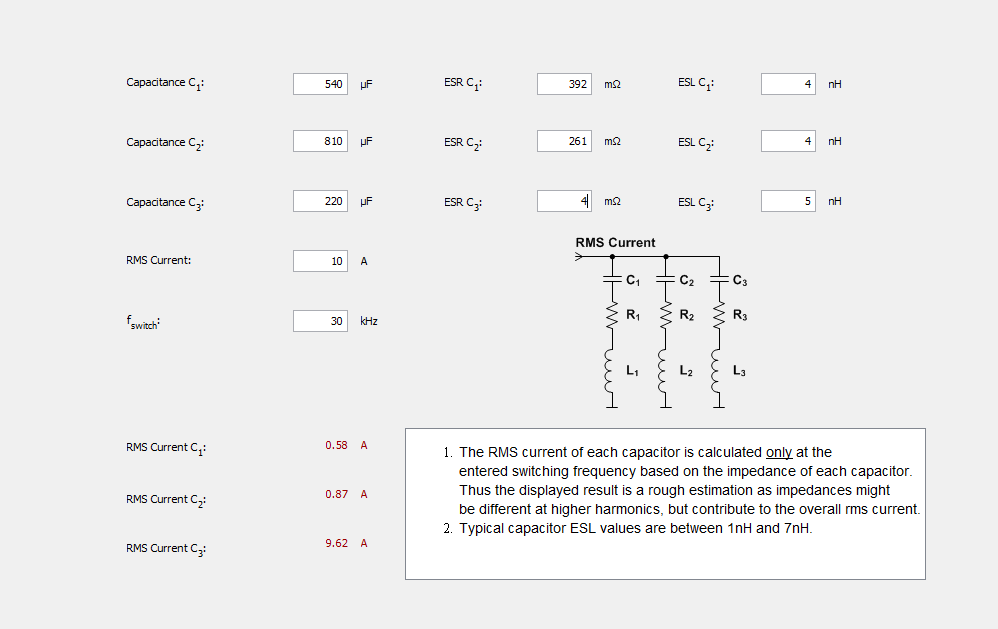 Capacitance C1: 540 µF ESR C1: 392 mΩ ESL C1: 4 nH
Capacitance C2: 810 µF ESR C2: 261 mΩ ESL C2: 4 nH
Capacitance C3: 220 µF ESR C3: 4 mΩ ESL C3: 5 nH
RMS Current: 10 A
fswitch: 30 kHz
RMS Current
C1 C2 C3
R1 R2 R3
L1 L2 L3
RMS Current C1: 0.58 A
RMS Current C2: 0.87 A
RMS Current C3: 9.62 A
1. The RMS current of each capacitor is calculated only at the
entered switching frequency based on the impedance of each capacitor.
Thus the displayed result is a rough estimation as impedances might
be different at higher harmonics, but contribute to the overall rms current.
2. Typical capacitor ESL values are between 1nH and 7nH.